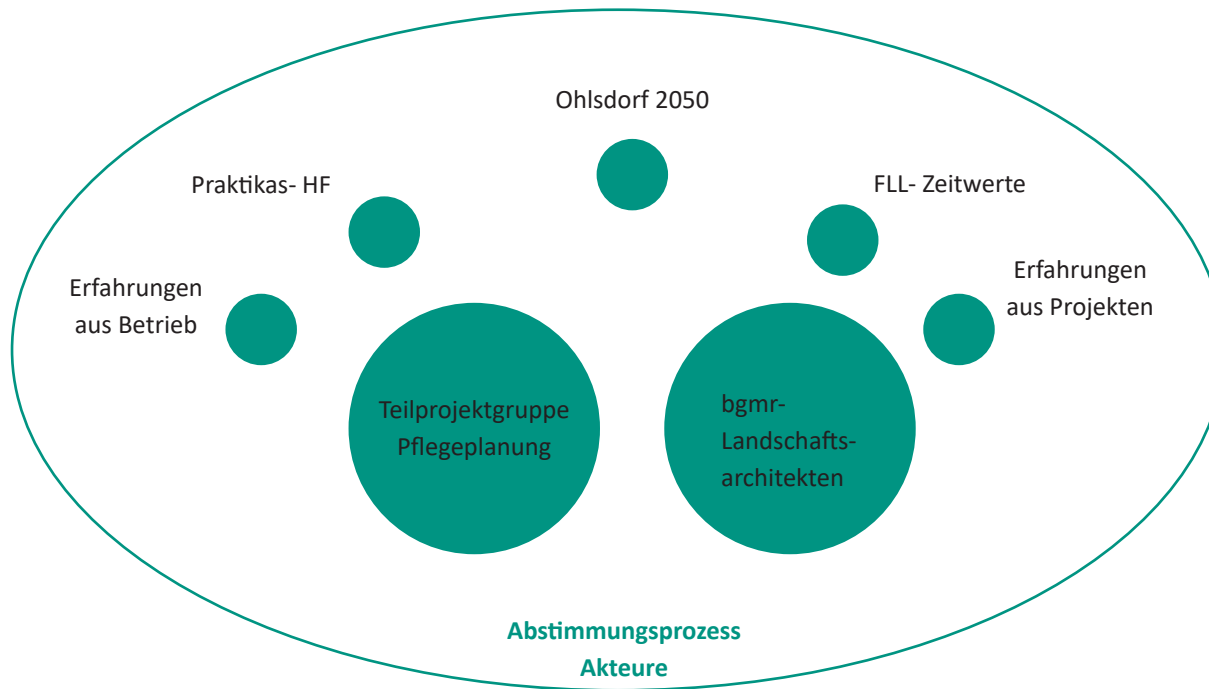 Ohlsdorf 2050
Praktikas- HF
FLL- Zeitwerte
Erfahrungen
aus Betrieb
Erfahrungen
aus Projekten
Teilprojektgruppe
Pflegeplanung
bgmr-
Landschafts-
architekten
Abstimmungsprozess
Akteure